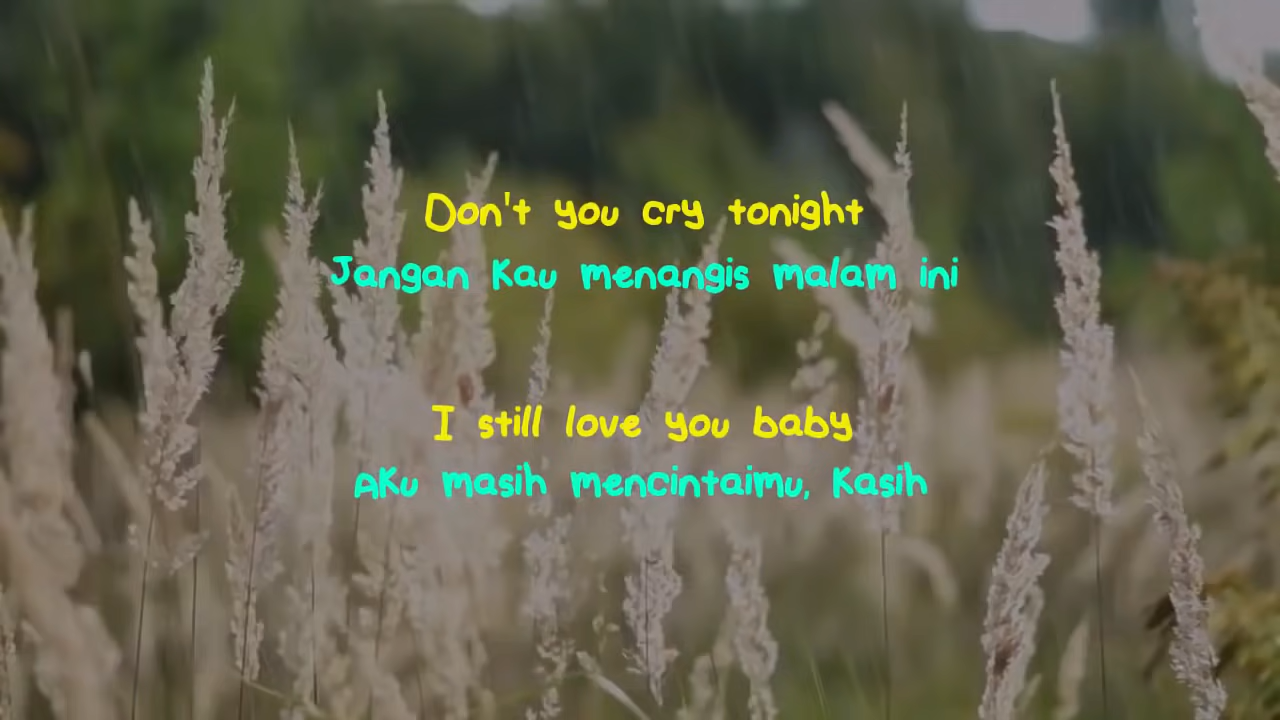 Don't you cry tonight
Jangan Kau menangis malam ini
I still love you baby
AKu masih mencintaimu, Kasih